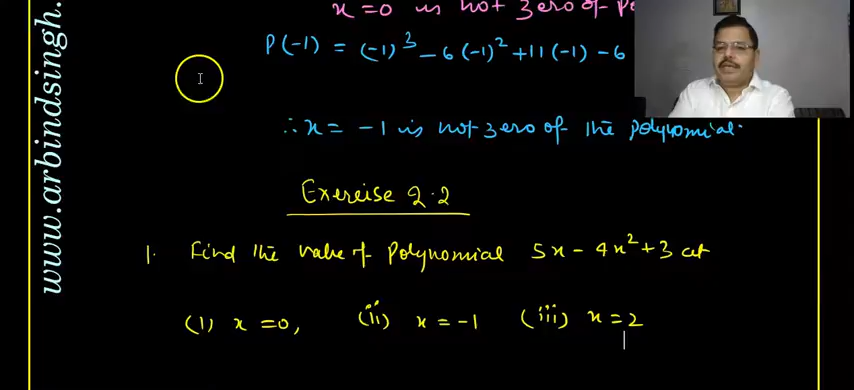 x=0 is not zero of
P(-1) = (-1)³ - 6(-1)² + 11(-1) - 6
∴ x = -1 is not zero of the polynomial.
Exercise 2.2
1. Find the value of polynomial 5x - 4x² + 3 at
(i) x = 0, (ii) x = -1 (iii) x = 2
www.arbindsingh.